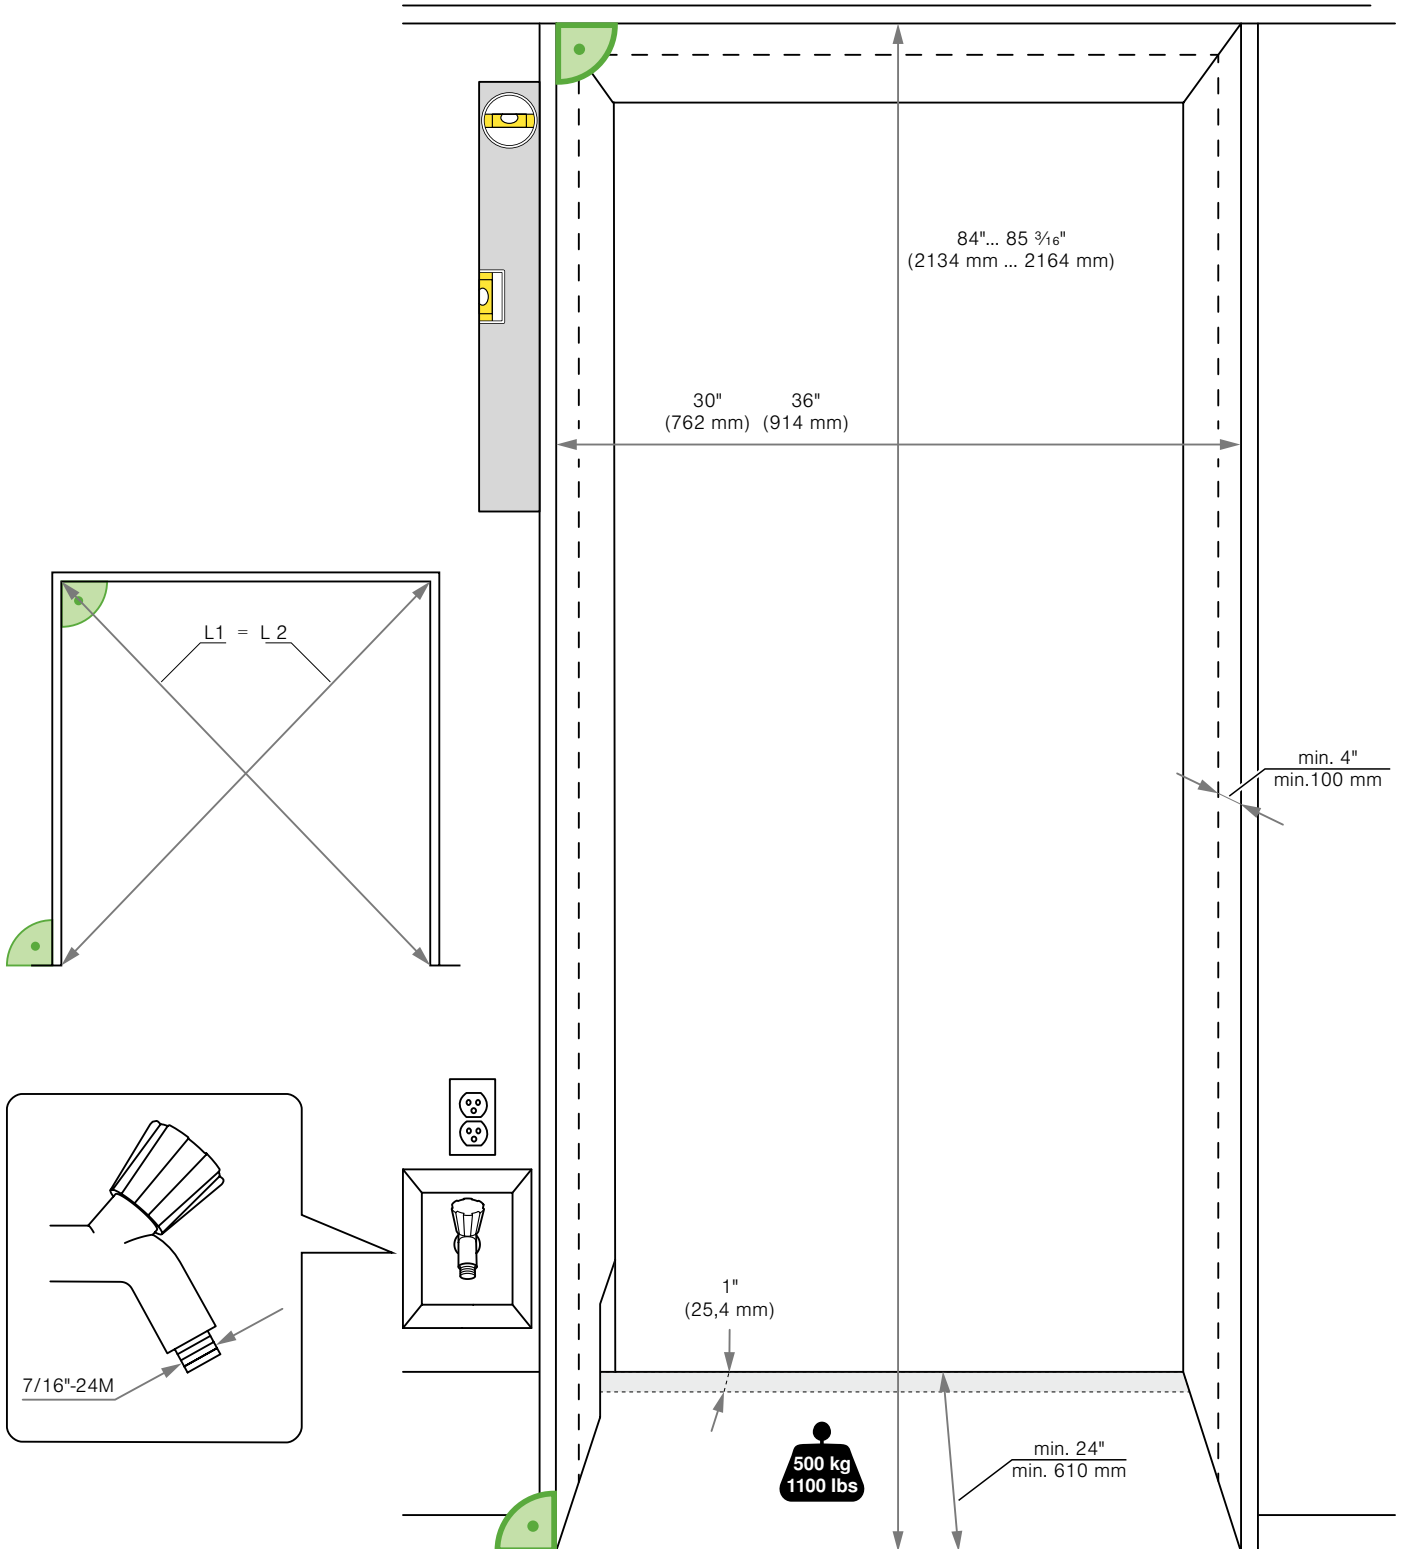 84"... 85 ³⁄₁₆"
(2134 mm ... 2164 mm)
30" 36"
(762 mm) (914 mm)
L1 = L 2
min. 4"
min.100 mm
1"
(25,4 mm)
7/16"-24M
min. 24"
min. 610 mm
500 kg
1100 lbs